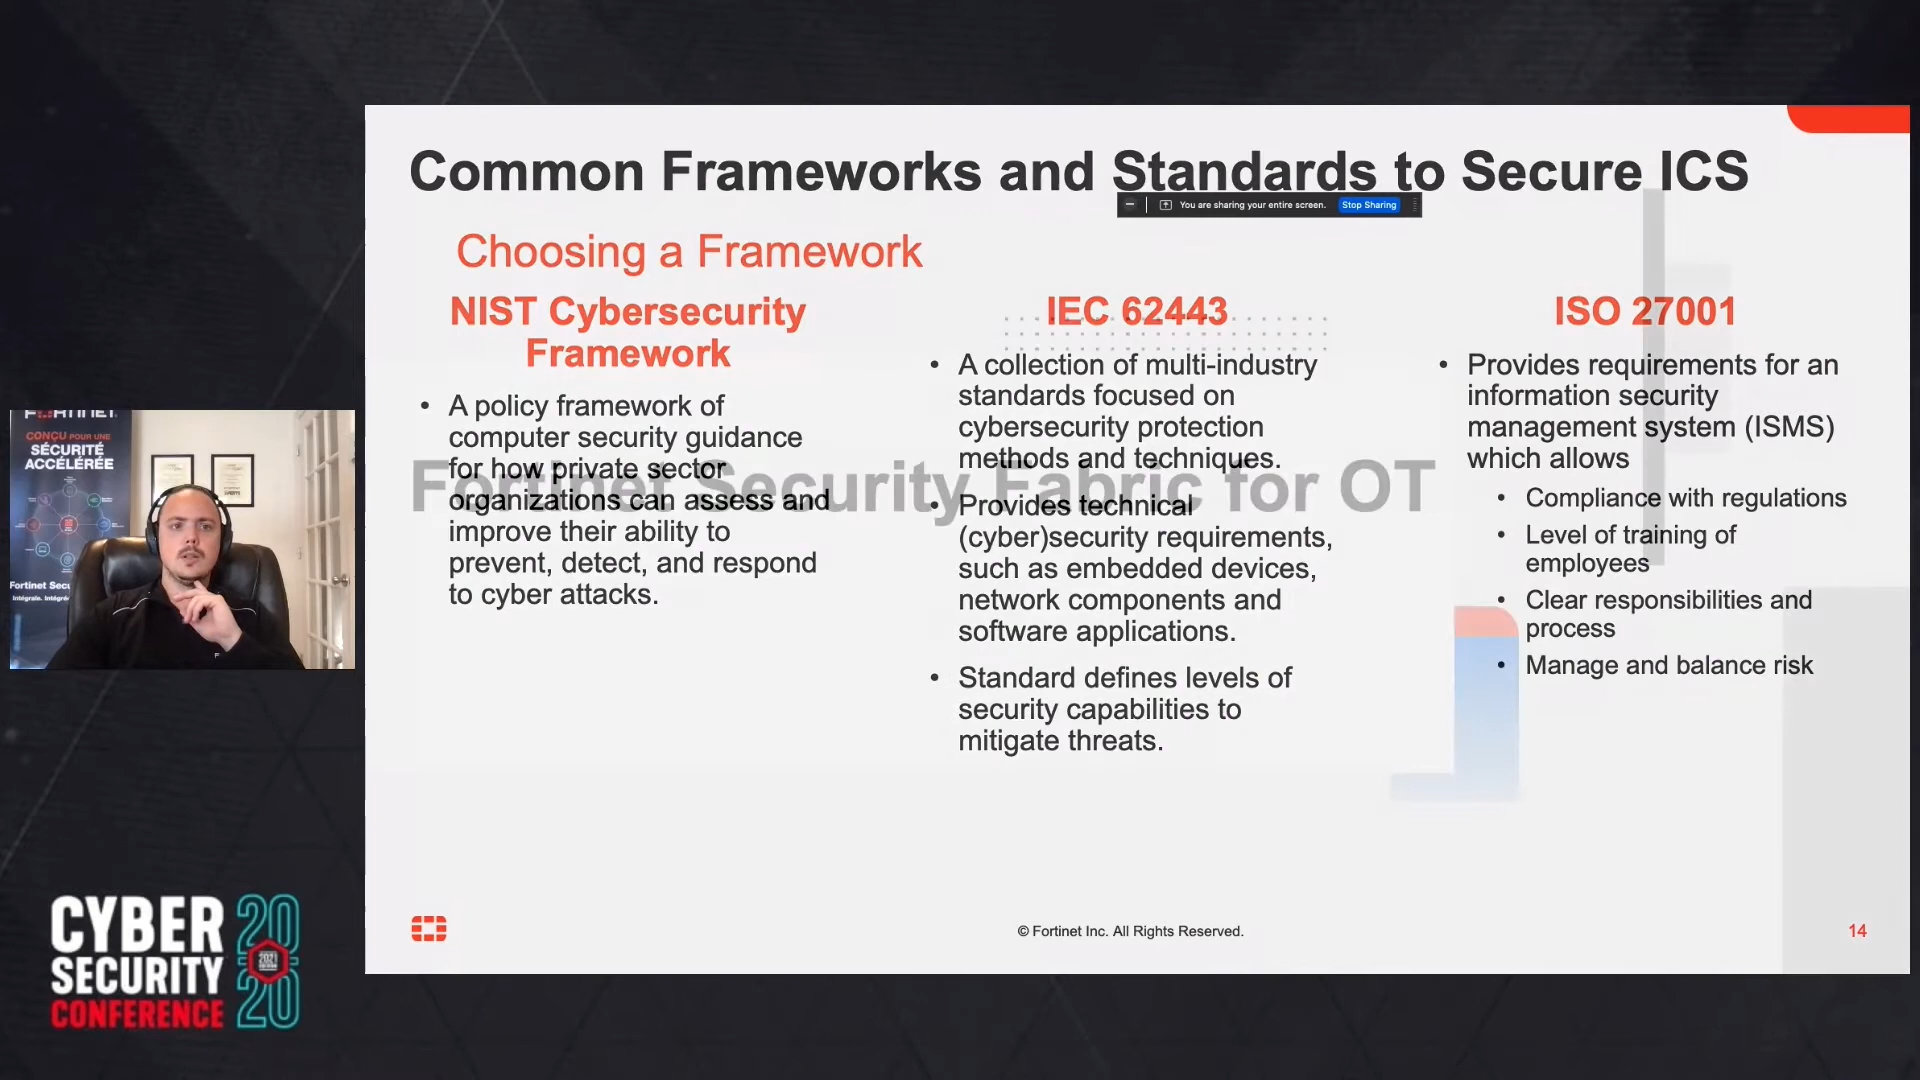 Common Frameworks and Standards to Secure ICS
You are sharing your entire screen. Stop Sharing
Choosing a Framework
NIST Cybersecurity
Framework
• A policy framework of
computer security guidance
for how private sector
organizations can assess and
improve their ability to
prevent, detect, and respond
to cyber attacks.
IEC 62443
• A collection of multi-industry
standards focused on
cybersecurity protection
methods and techniques.
• Provides technical
(cyber)security requirements,
such as embedded devices,
network components and
software applications.
• Standard defines levels of
security capabilities to
mitigate threats.
ISO 27001
• Provides requirements for an
information security
management system (ISMS)
which allows
• Compliance with regulations
• Level of training of
employees
• Clear responsibilities and
process
• Manage and balance risk
Fortinet Security Fabric for OT
© Fortinet Inc. All Rights Reserved.
14
FORTINET
CONÇU POUR UNE
SÉCURITÉ
ACCÉLÉRÉE
Fortinet Secu
CYBER
SECURITY
CONFERENCE
20
2021
20